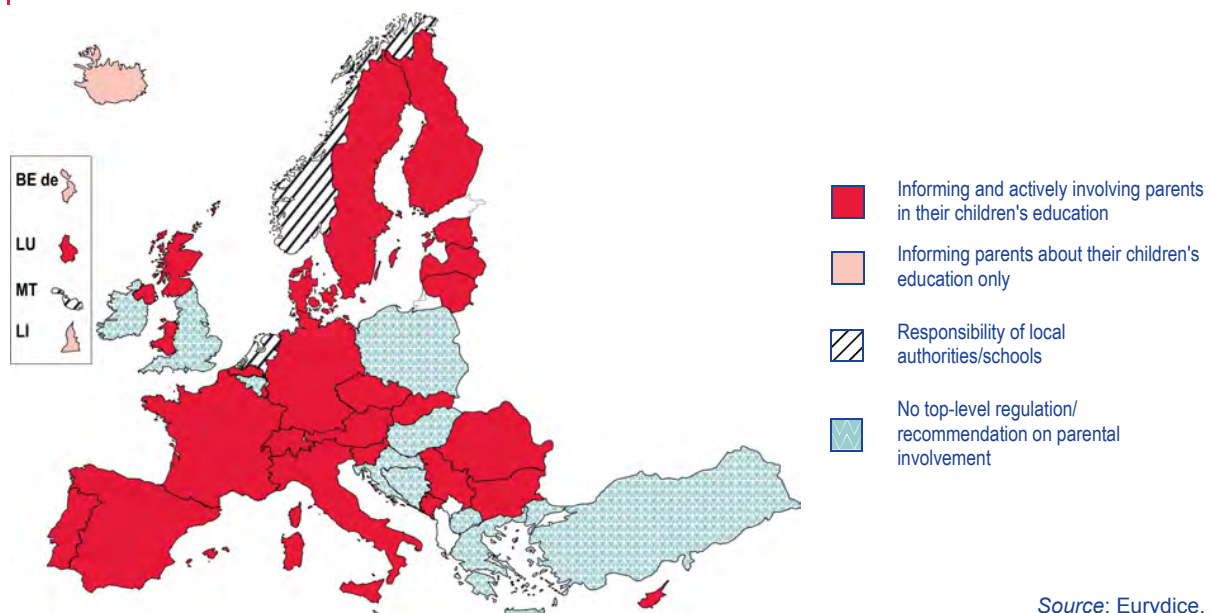 BE de
LU
MT
LI
Informing and actively involving parents
in their children's education
Informing parents about their children's
education only
Responsibility of local
authorities/schools
No top-level regulation/
recommendation on parental
involvement
Source: Eurydice.